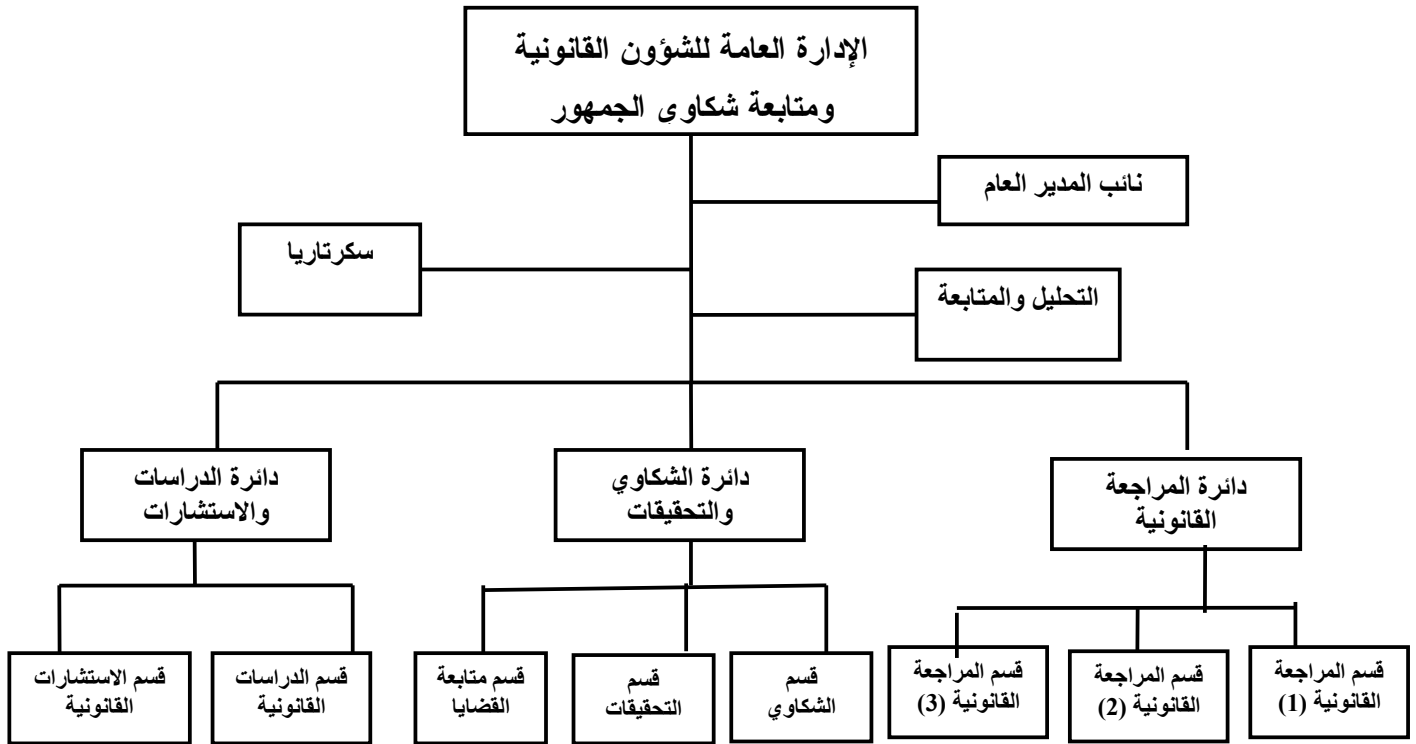 الإدارة العامة للشؤون القانونية
ومتابعة شكاوى الجمهور
نائب المدير العام
سكرتاريا
التحليل والمتابعة
دائرة المراجعة
القانونية
دائرة الشكاوي
والتحقيقات
دائرة الدراسات
والاستشارات
قسم المراجعة
القانونية (1)
قسم المراجعة
القانونية (2)
قسم المراجعة
القانونية (3)
قسم
الشكاوي
قسم
التحقيقات
قسم متابعة
القضايا
قسم الدراسات
القانونية
قسم الاستشارات
القانونية